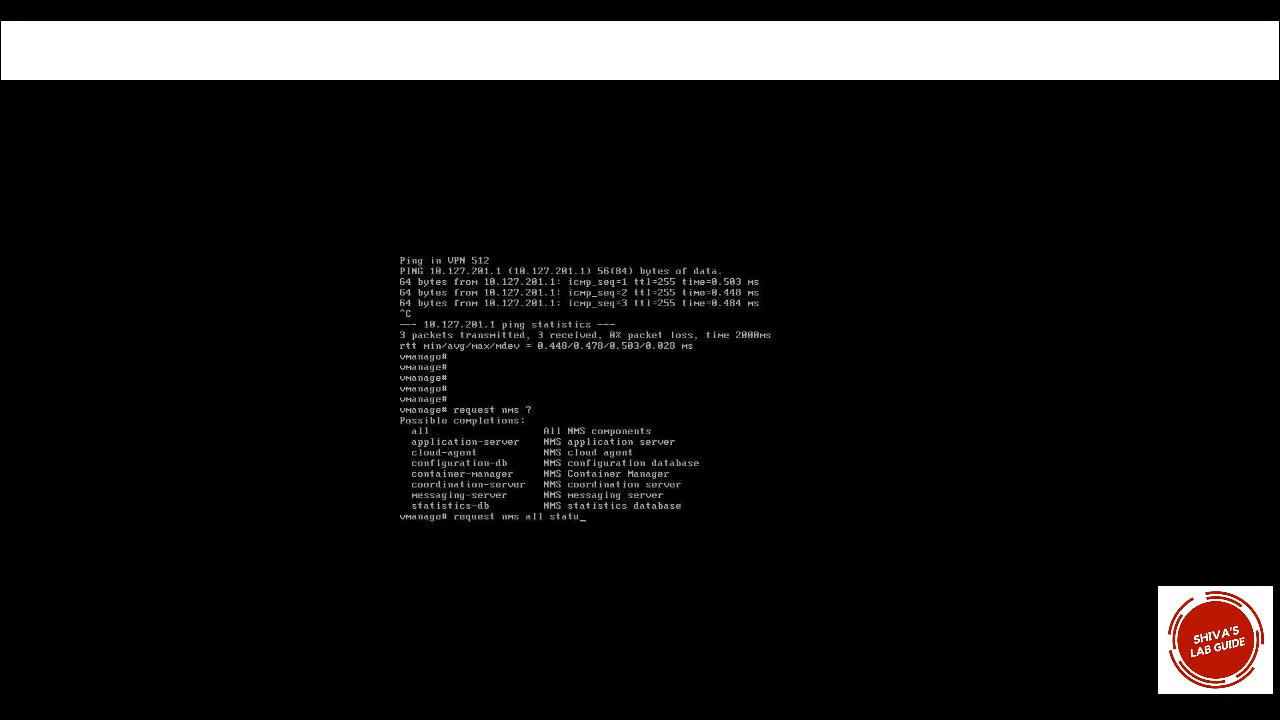 Ping in VPN 512
PING 10.127.201.1 (10.127.201.1) 56(84) bytes of data.
64 bytes from 10.127.201.1: icmp_seq=1 ttl=255 time=0.503 ms
64 bytes from 10.127.201.1: icmp_seq=2 ttl=255 time=0.448 ms
64 bytes from 10.127.201.1: icmp_seq=3 ttl=255 time=0.484 ms
^C
--- 10.127.201.1 ping statistics ---
3 packets transmitted, 3 received, 0% packet loss, time 2000ms
rtt min/avg/max/mdev = 0.448/0.478/0.503/0.028 ms
vmanage#
vmanage#
vmanage#
vmanage#
vmanage#
vmanage# request nms ?
Possible completions:
all All NMS components
application-server NMS application server
cloud-agent NMS cloud agent
configuration-db NMS configuration database
container-manager NMS Container Manager
coordination-server NMS coordination server
messaging-server NMS messaging server
statistics-db NMS statistics database
vmanage# request nms all statu_
SHIVA'S
LAB GUIDE